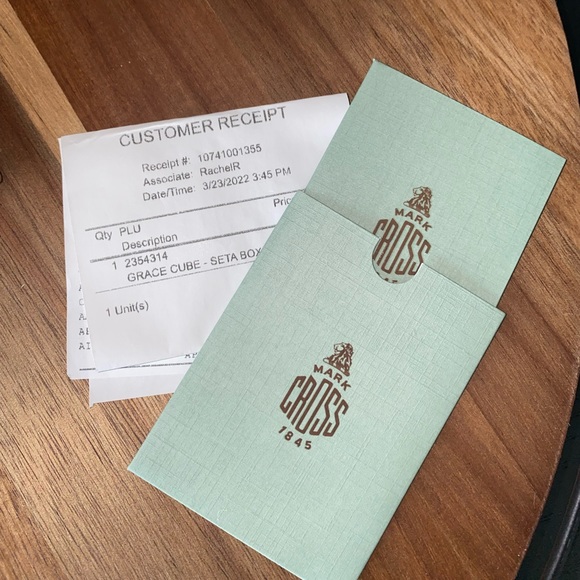 CUSTOMER RECEIPT
Receipt #: 10741001355
Associate: RachelR
Date/Time: 3/23/2022 3:45 PM
Qty PLU Pric
Description
1 2354314
GRACE CUBE - SETA BOX
1 Unit(s)
MARK
CROSS
MARK
CROSS
1845